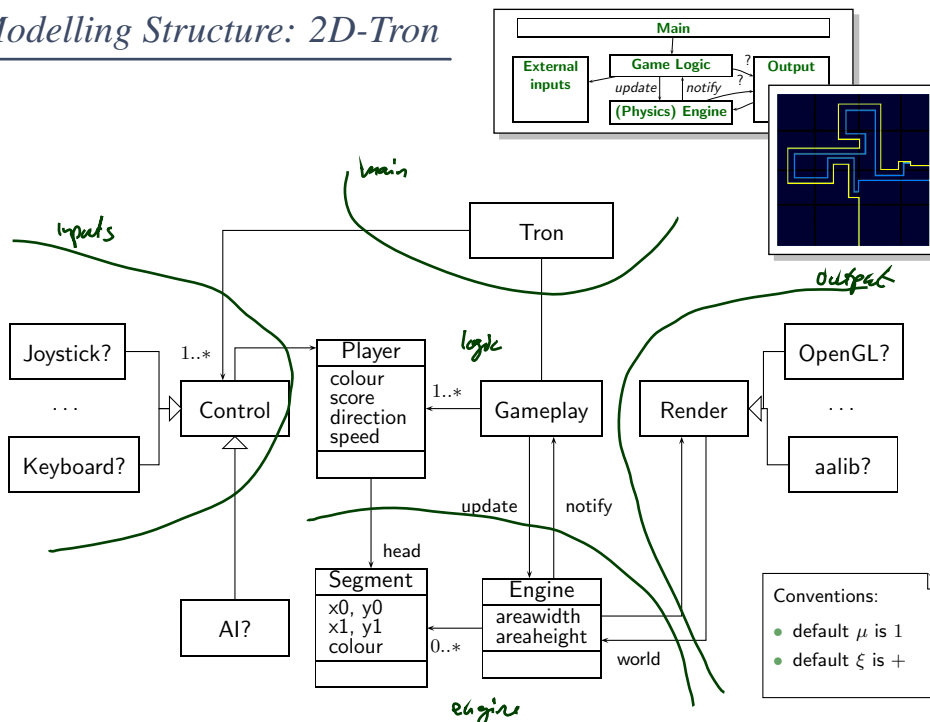 Modelling Structure: 2D-Tron
Main
External
inputs
Game Logic
Output
?
?
update
notify
(Physics) Engine
main
inputs
Tron
output
logic
Joystick?
1..*
Player
colour
score
direction
speed
1..*
OpenGL?
. . .
Control
Gameplay
Render
. . .
Keyboard?
aalib?
update
notify
head
Segment
x0, y0
x1, y1
colour
0..*
Engine
areawidth
areaheight
world
AI?
Conventions:
• default μ is 1
• default ξ is +
engine